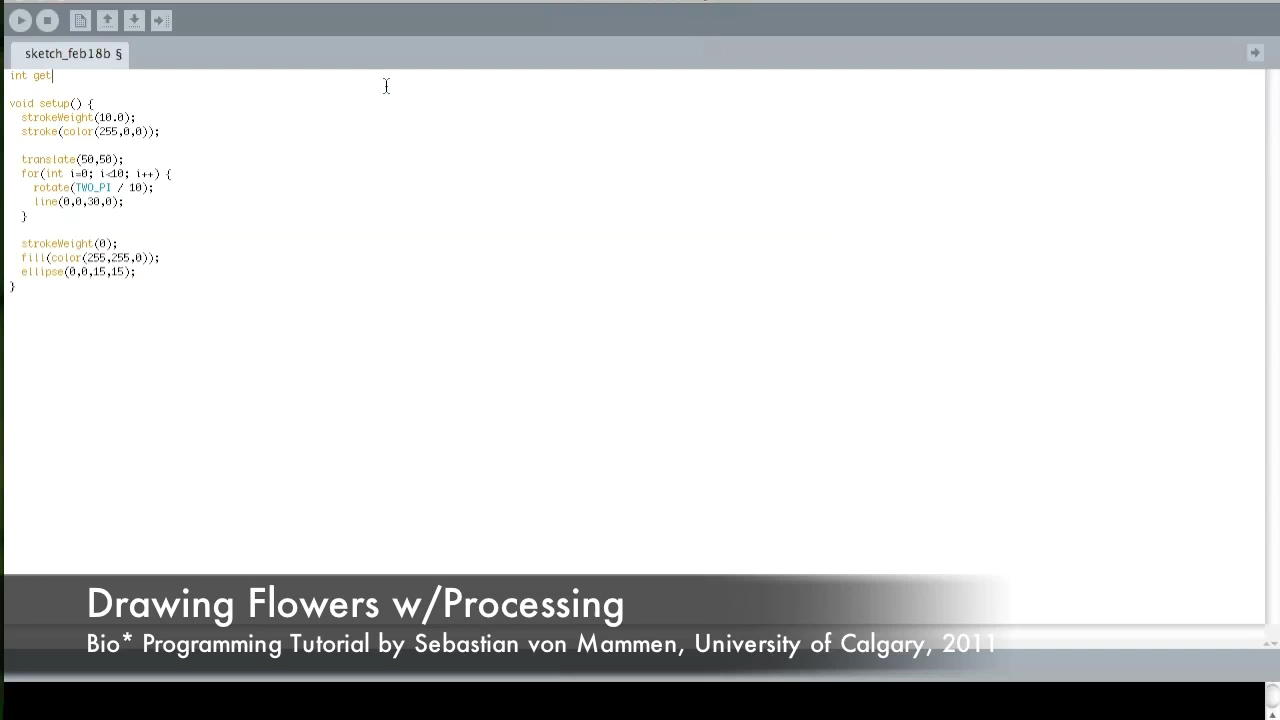 sketch_feb18b §
int get
void setup() {
strokeWeight(10.0);
stroke(color(255,0,0));
translate(50,50);
for(int i=0; i<10; i++) {
rotate(TWO_PI / 10);
line(0,0,30,0);
}
strokeWeight(0);
fill(color(255,255,0));
ellipse(0,0,15,15);
}
Drawing Flowers w/Processing
Bio* Programming Tutorial by Sebastian von Mammen, University of Calgary, 2011